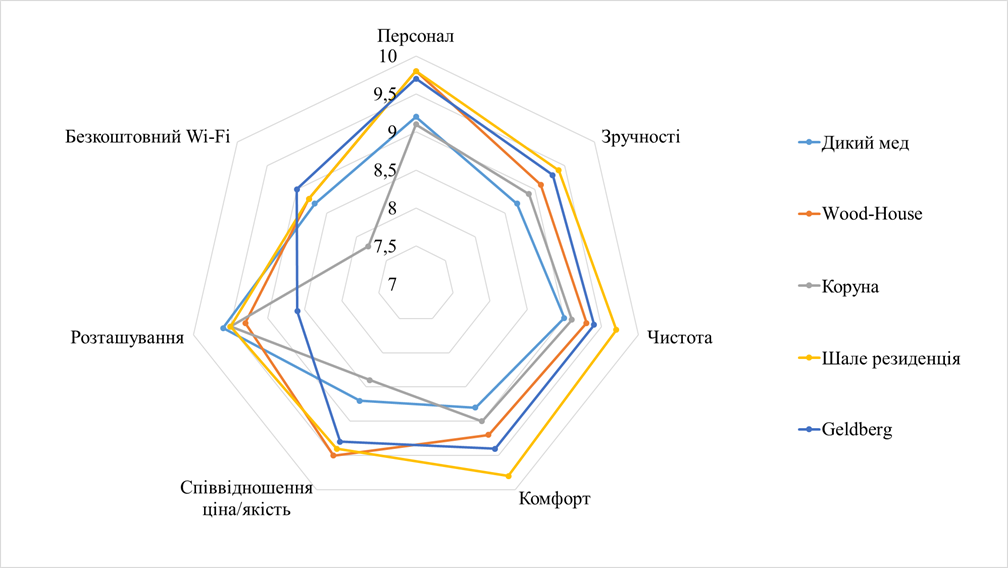 Персонал
10
9,5
9
8,5
8
7,5
7
Зручності
Чистота
Комфорт
Співвідношення
ціна/якість
Розташування
Безкоштовний Wi-Fi
Дикий мед
Wood-House
Коруна
Шале резиденція
Geldberg